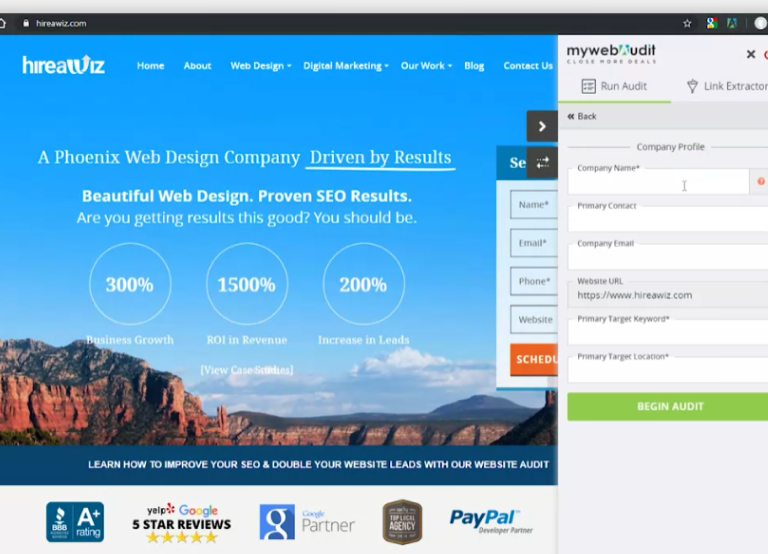 hireawiz.com
hireawiz
Home About Web Design Digital Marketing Our Work Blog Contact Us
A Phoenix Web Design Company Driven by Results
Beautiful Web Design. Proven SEO Results.
Are you getting results this good? You should be.
300% 1500% 200%
Business Growth ROI in Revenue Increase in Leads
[View Case Studies]
Se
Name*
Email*
Phone*
Website
SCHEDU
LEARN HOW TO IMPROVE YOUR SEO & DOUBLE YOUR WEBSITE LEADS WITH OUR WEBSITE AUDIT
BBB
A+
rating
yelp Google
5 STAR REVIEWS
Google
Partner
TOP LOCAL
AGENCY
PayPal
Developer Partner
mywebAudit
CLOSE MORE DEALS
Run Audit Link Extractor
« Back
Company Profile
Company Name*
Primary Contact
Company Email
Website URL
https://www.hireawiz.com
Primary Target Keyword*
Primary Target Location*
BEGIN AUDIT